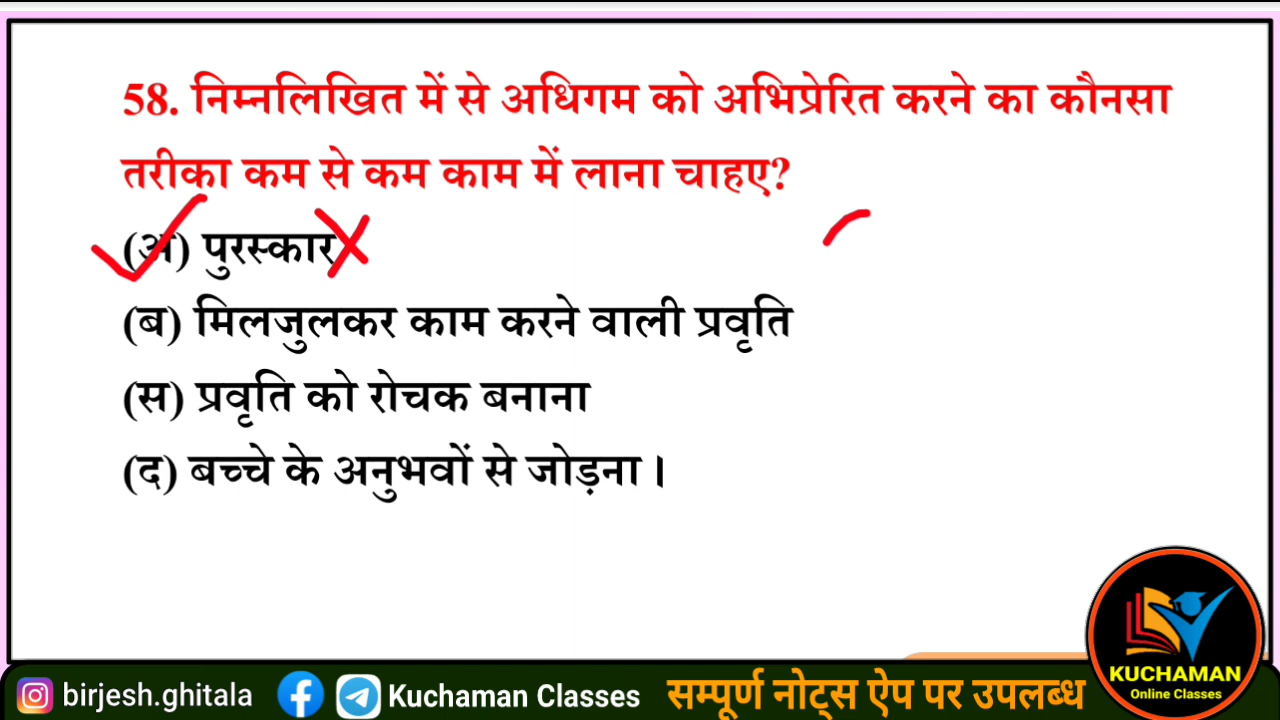 58. निम्नलिखित में से अधिगम को अभिप्रेरित करने का कौनसा
तरीका कम से कम काम में लाना चाहए?
(अ) पुरस्कार
(ब) मिलजुलकर काम करने वाली प्रवृति
(स) प्रवृति को रोचक बनाना
(द) बच्चे के अनुभवों से जोड़ना।
KUCHAMAN
Online Classes
birjesh.ghitala
Kuchaman Classes
सम्पूर्ण नोट्स ऐप पर उपलब्ध